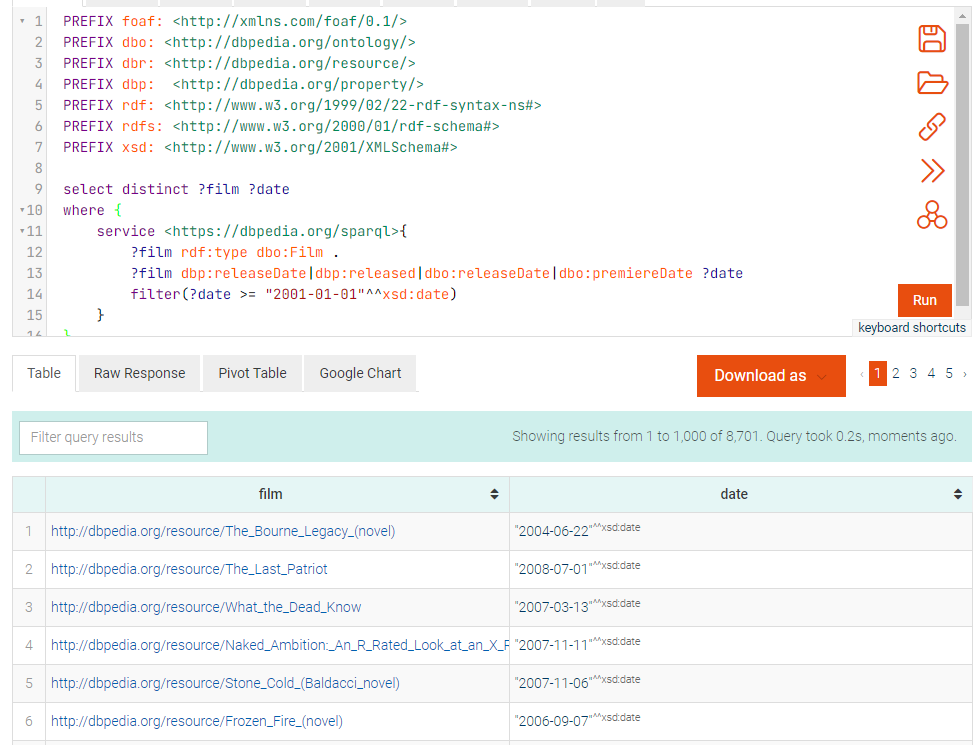 1 PREFIX foaf: <http://xmlns.com/foaf/0.1/>
2 PREFIX dbo: <http://dbpedia.org/ontology/>
3 PREFIX dbr: <http://dbpedia.org/resource/>
4 PREFIX dbp:  <http://dbpedia.org/property/>
5 PREFIX rdf: <http://www.w3.org/1999/02/22-rdf-syntax-ns#>
6 PREFIX rdfs: <http://www.w3.org/2000/01/rdf-schema#>
7 PREFIX xsd: <http://www.w3.org/2001/XMLSchema#>
8
9 select distinct ?film ?date
10 where {
11     service <https://dbpedia.org/sparql>{
12         ?film rdf:type dbo:Film .
13         ?film dbp:releaseDate|dbp:released|dbo:releaseDate|dbo:premiereDate ?date
14         filter(?date >= "2001-01-01"^^xsd:date)
15     }
16 }
Run
keyboard shortcuts
Table Raw Response Pivot Table Google Chart Download as ‹ 1 2 3 4 5 ›
Filter query results Showing results from 1 to 1,000 of 8,701. Query took 0.2s, moments ago.
film date
1 http://dbpedia.org/resource/The_Bourne_Legacy_(novel) "2004-06-22"^^xsd:date
2 http://dbpedia.org/resource/The_Last_Patriot "2008-07-01"^^xsd:date
3 http://dbpedia.org/resource/What_the_Dead_Know "2007-03-13"^^xsd:date
4 http://dbpedia.org/resource/Naked_Ambition:_An_R_Rated_Look_at_an_X_ "2007-11-11"^^xsd:date
5 http://dbpedia.org/resource/Stone_Cold_(Baldacci_novel) "2007-11-06"^^xsd:date
6 http://dbpedia.org/resource/Frozen_Fire_(novel) "2006-09-07"^^xsd:date